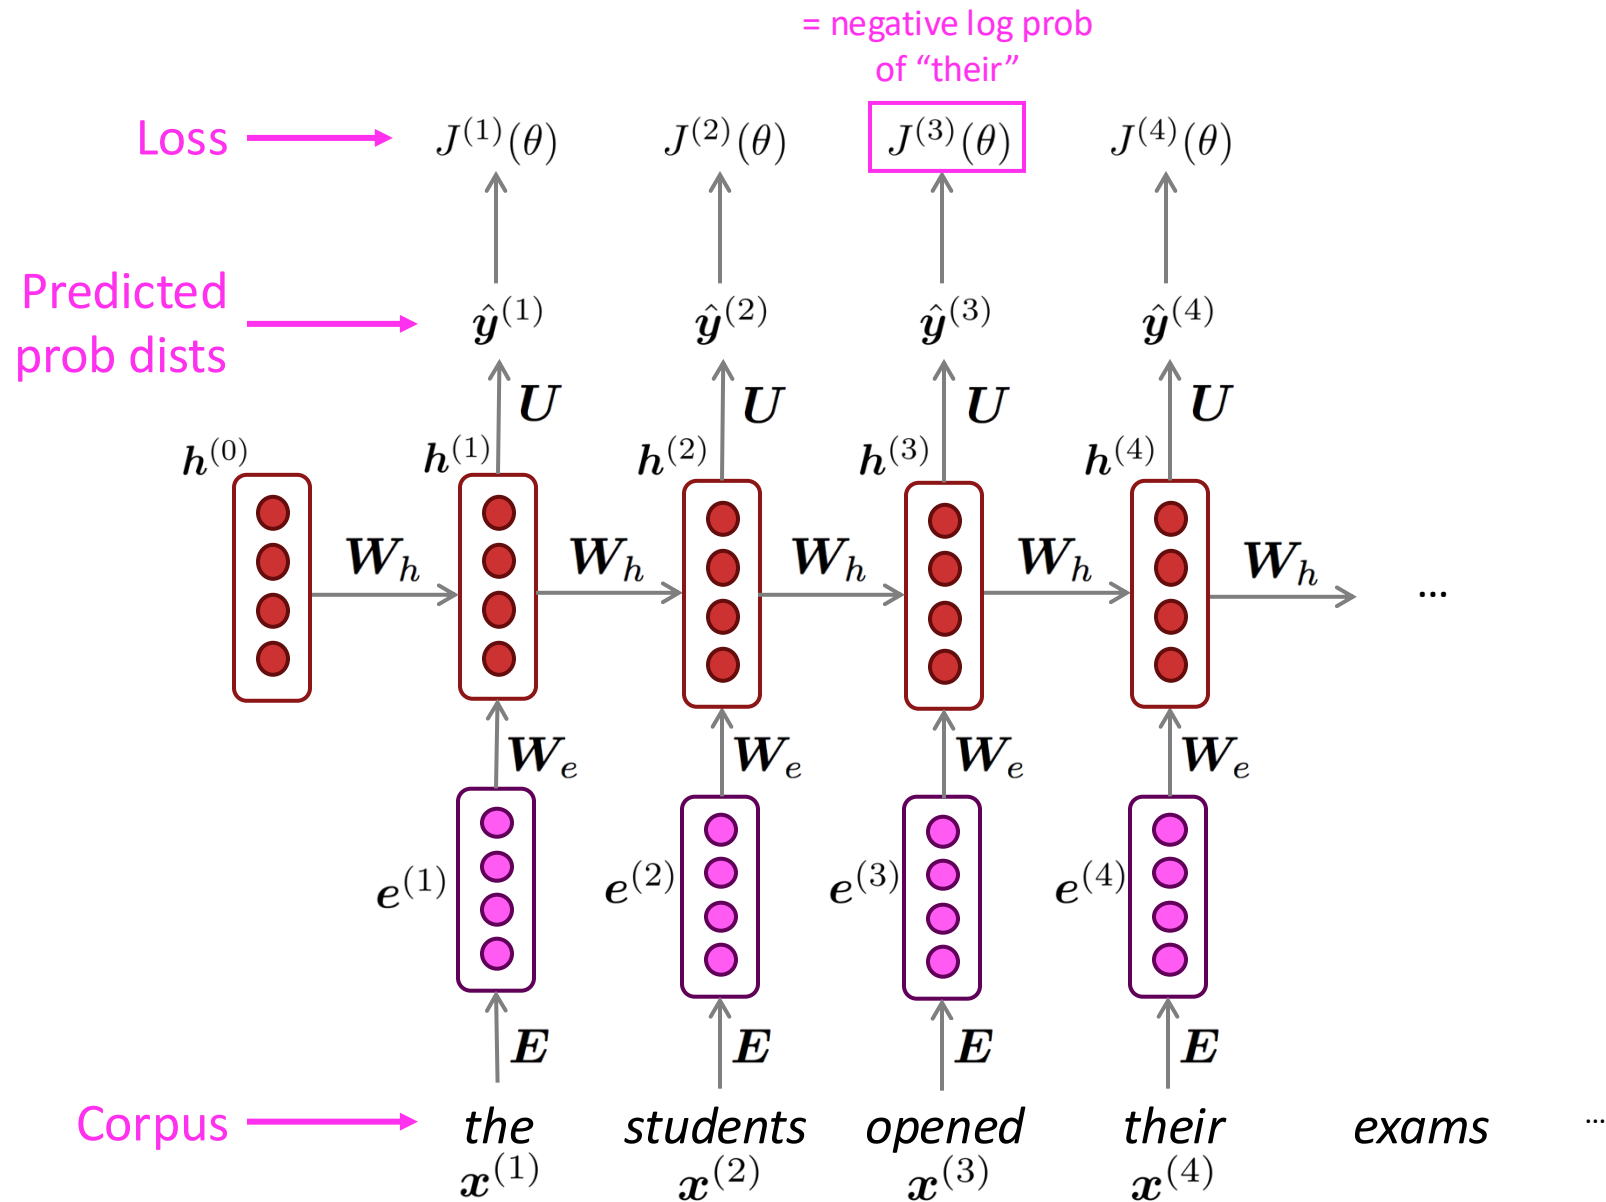 = negative log prob
of “their”
Loss J⁽¹⁾(θ) J⁽²⁾(θ) J⁽³⁾(θ) J⁽⁴⁾(θ)
Predicted
prob dists
ŷ⁽¹⁾ ŷ⁽²⁾ ŷ⁽³⁾ ŷ⁽⁴⁾
U U U U
h⁽⁰⁾ h⁽¹⁾ h⁽²⁾ h⁽³⁾ h⁽⁴⁾
Wₕ Wₕ Wₕ Wₕ Wₕ ...
Wₑ Wₑ Wₑ Wₑ
e⁽¹⁾ e⁽²⁾ e⁽³⁾ e⁽⁴⁾
E E E E
Corpus the students opened their exams ...
x⁽¹⁾ x⁽²⁾ x⁽³⁾ x⁽⁴⁾